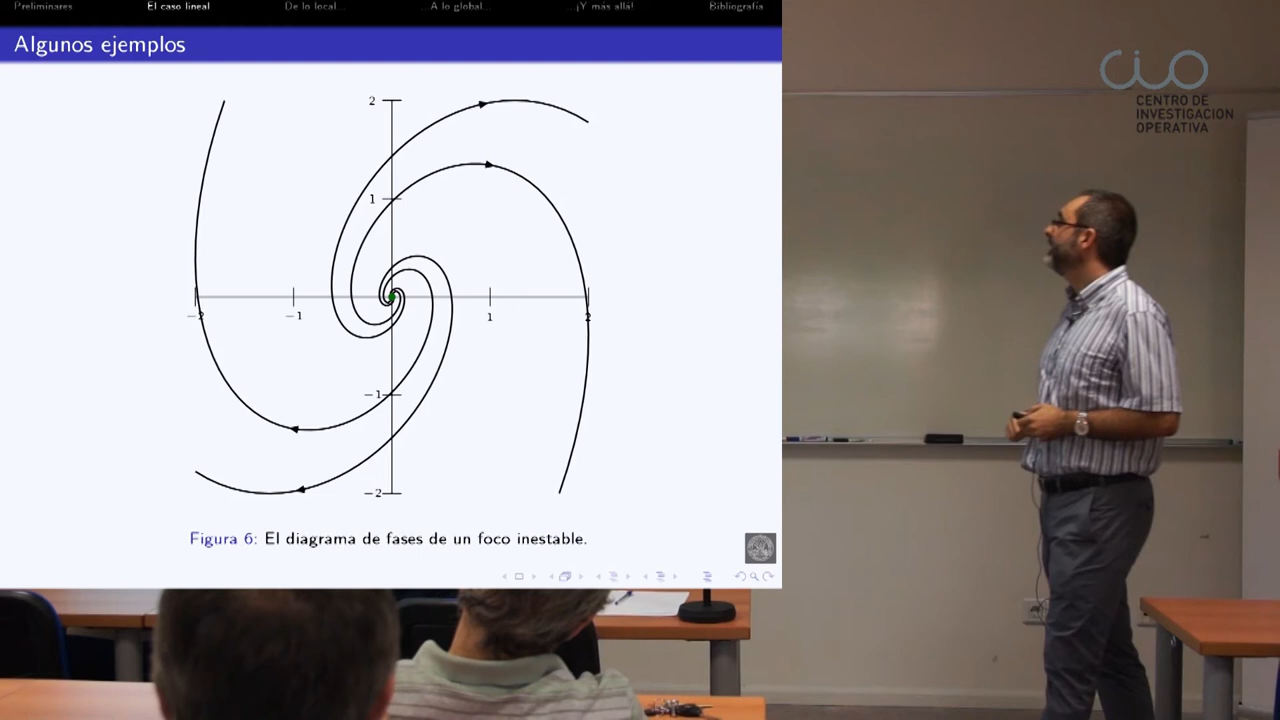 Preliminares El caso lineal De lo local... ...A lo global... ...¡Y más allá! Bibliografía
Algunos ejemplos
2
1
−2 −1 1 2
−1
−2
Figura 6: El diagrama de fases de un foco inestable.
CIO
CENTRO DE
INVESTIGACION
OPERATIVA